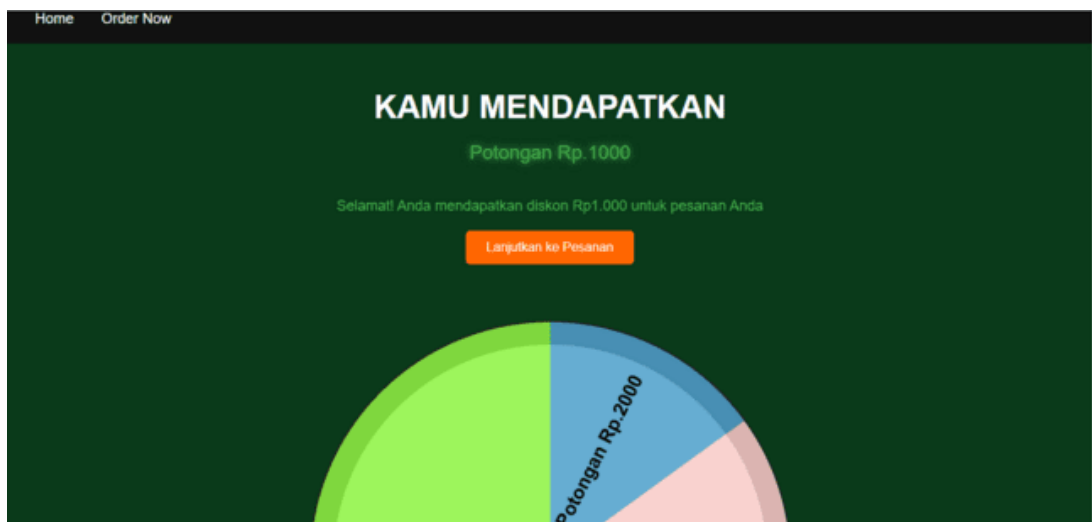 Home Order Now
KAMU MENDAPATKAN
Potongan Rp.1000
Selamat! Anda mendapatkan diskon Rp1.000 untuk pesanan Anda
Lanjutkan ke Pesanan
Potongan Rp.2000